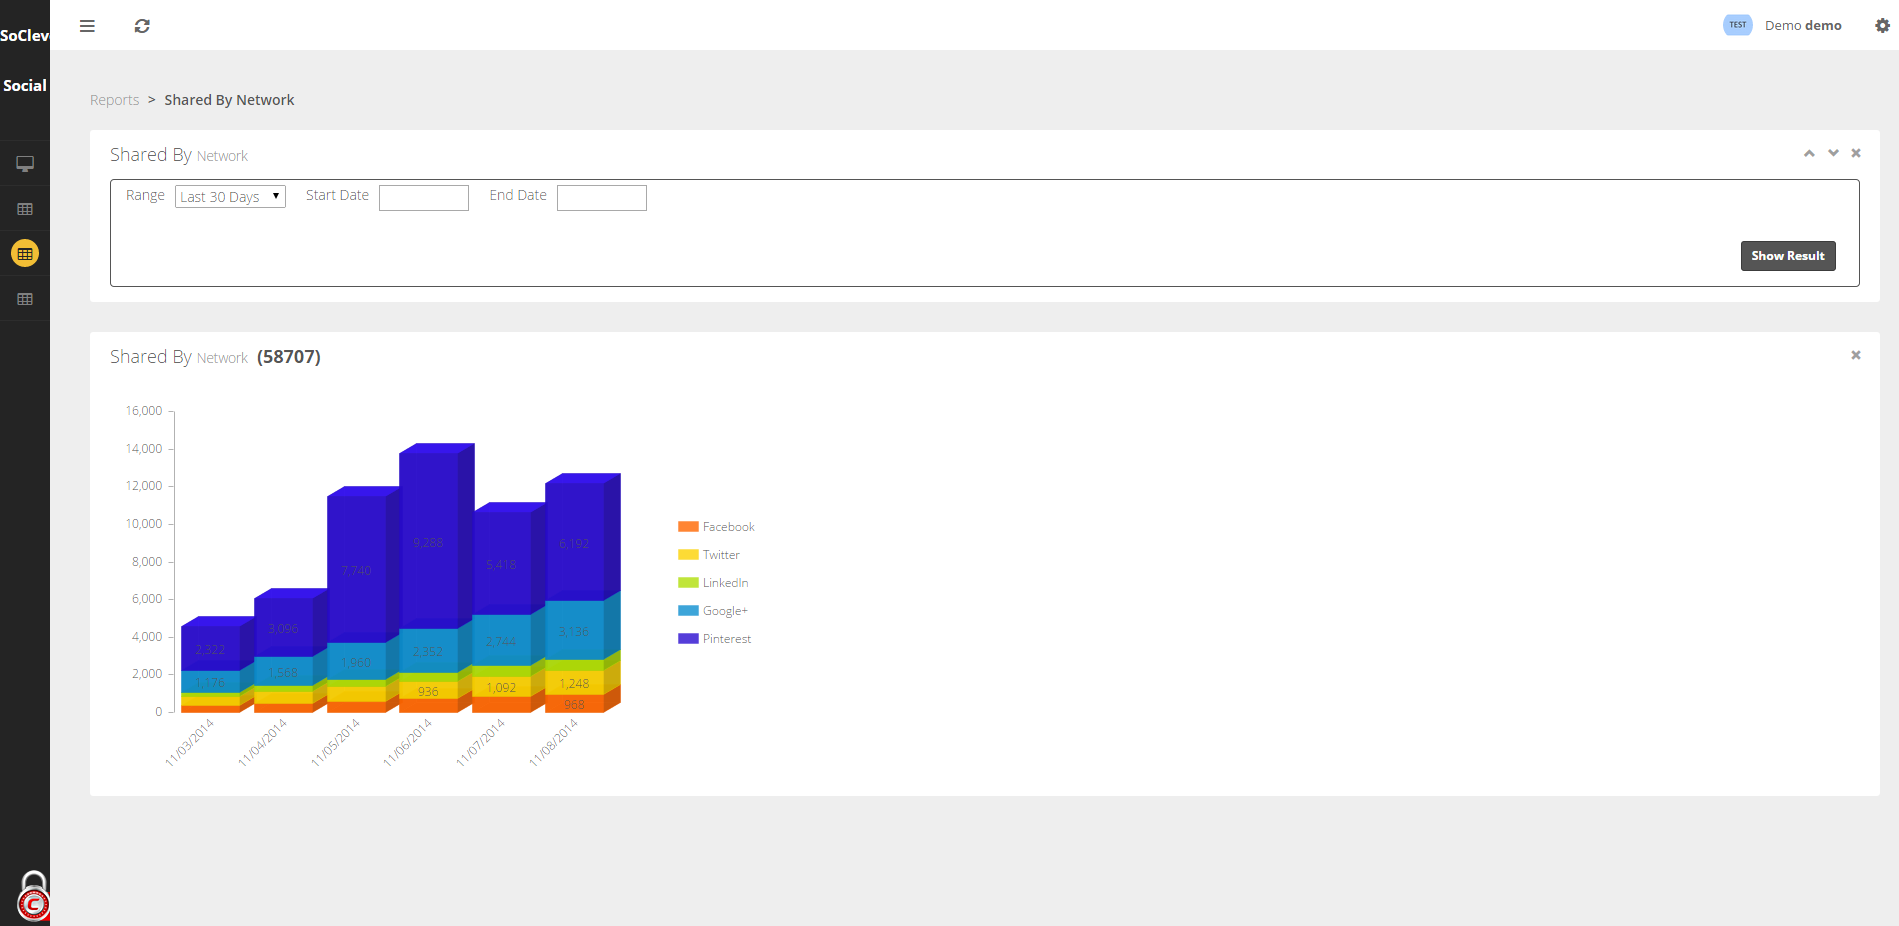 SoCleve
Social
TEST Demo demo
Reports > Shared By Network
Shared By Network
Range Last 30 Days Start Date End Date
Show Result
Shared By Network (58707)
16,000
14,000
12,000
10,000
8,000
6,000
4,000
2,000
0
2,322
1,176
3,096
1,568
7,740
1,960
9,288
2,352
936
5,418
2,744
1,092
6,192
3,136
1,248
968
11/03/2014
11/04/2014
11/05/2014
11/06/2014
11/07/2014
11/08/2014
Facebook
Twitter
LinkedIn
Google+
Pinterest
C